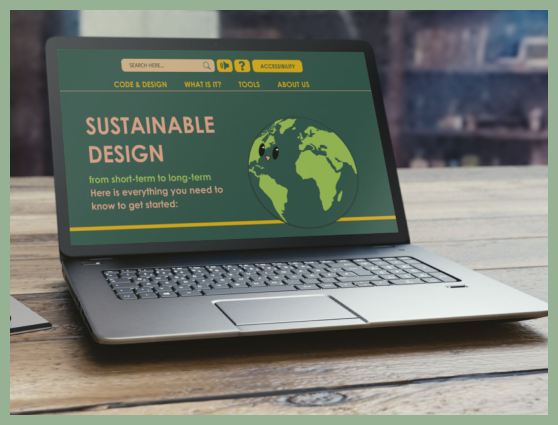 SEARCH HERE...
?
ACCESSIBILITY
CODE & DESIGN
WHAT IS IT?
TOOLS
ABOUT US
SUSTAINABLE
DESIGN
from short-term to long-term
Here is everything you need to
know to get started: